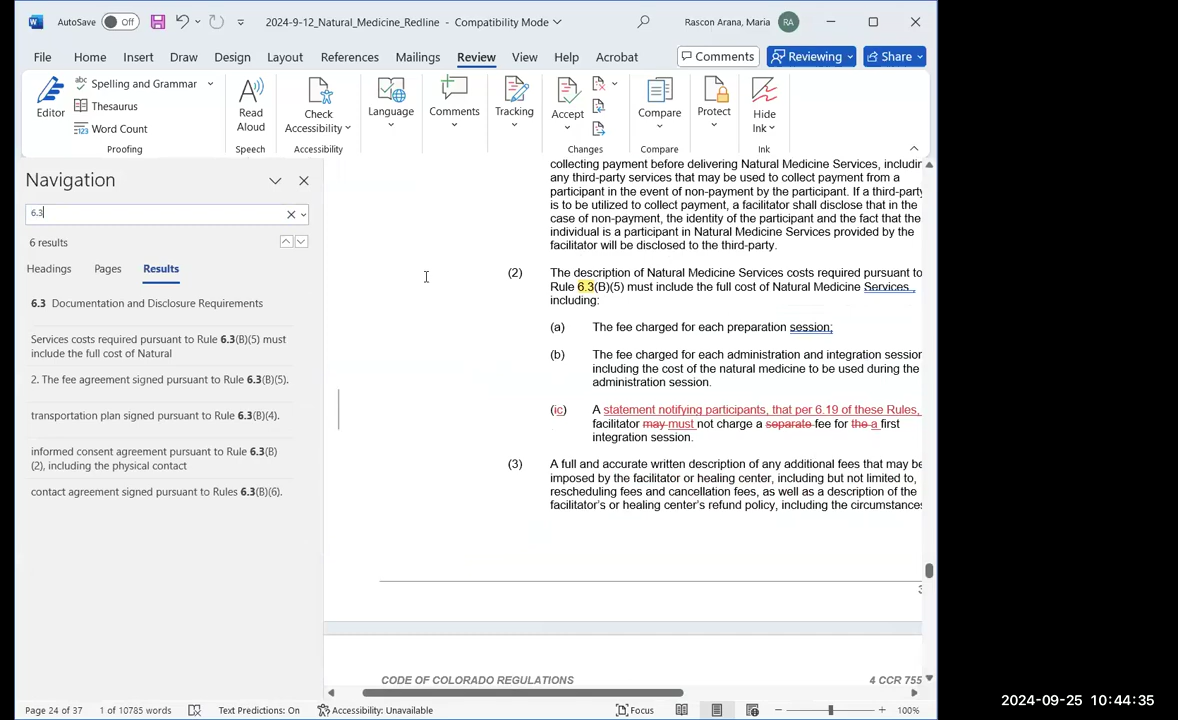 AutoSave Off 2024-9-12_Natural_Medicine_Redline - Compatibility Mode Rascon Arana, Maria RA
File Home Insert Draw Design Layout References Mailings Review View Help Acrobat Comments Reviewing Share
Editor
Spelling and Grammar
Thesaurus
Word Count
Proofing
Read Aloud
Speech
Check Accessibility
Accessibility
Language
Comments
Tracking
Accept
Changes
Compare
Compare
Protect
Hide Ink
Ink
Navigation
6.3
6 results
Headings Pages Results
6.3 Documentation and Disclosure Requirements
Services costs required pursuant to Rule 6.3(B)(5) must
include the full cost of Natural
2. The fee agreement signed pursuant to Rule 6.3(B)(5).
transportation plan signed pursuant to Rule 6.3(B)(4).
informed consent agreement pursuant to Rule 6.3(B)
(2), including the physical contact
contact agreement signed pursuant to Rules 6.3(B)(6).
collecting payment before delivering Natural Medicine Services, includin
any third-party services that may be used to collect payment from a
participant in the event of non-payment by the participant. If a third-party
is to be utilized to collect payment, a facilitator shall disclose that in the
case of non-payment, the identity of the participant and the fact that the
individual is a participant in Natural Medicine Services provided by the
facilitator will be disclosed to the third-party.
(2) The description of Natural Medicine Services costs required pursuant to
Rule 6.3(B)(5) must include the full cost of Natural Medicine Services ,
including:
(a) The fee charged for each preparation session;
(b) The fee charged for each administration and integration session
including the cost of the natural medicine to be used during the
administration session.
(ic) A statement notifying participants, that per 6.19 of these Rules,
facilitator may must not charge a separate fee for the a first
integration session.
(3) A full and accurate written description of any additional fees that may be
imposed by the facilitator or healing center, including but not limited to,
rescheduling fees and cancellation fees, as well as a description of the
facilitator's or healing center's refund policy, including the circumstances
3
CODE OF COLORADO REGULATIONS 4 CCR 755
Page 24 of 37 1 of 10785 words Text Predictions: On Accessibility: Unavailable Focus 100%
2024-09-25 10:44:35